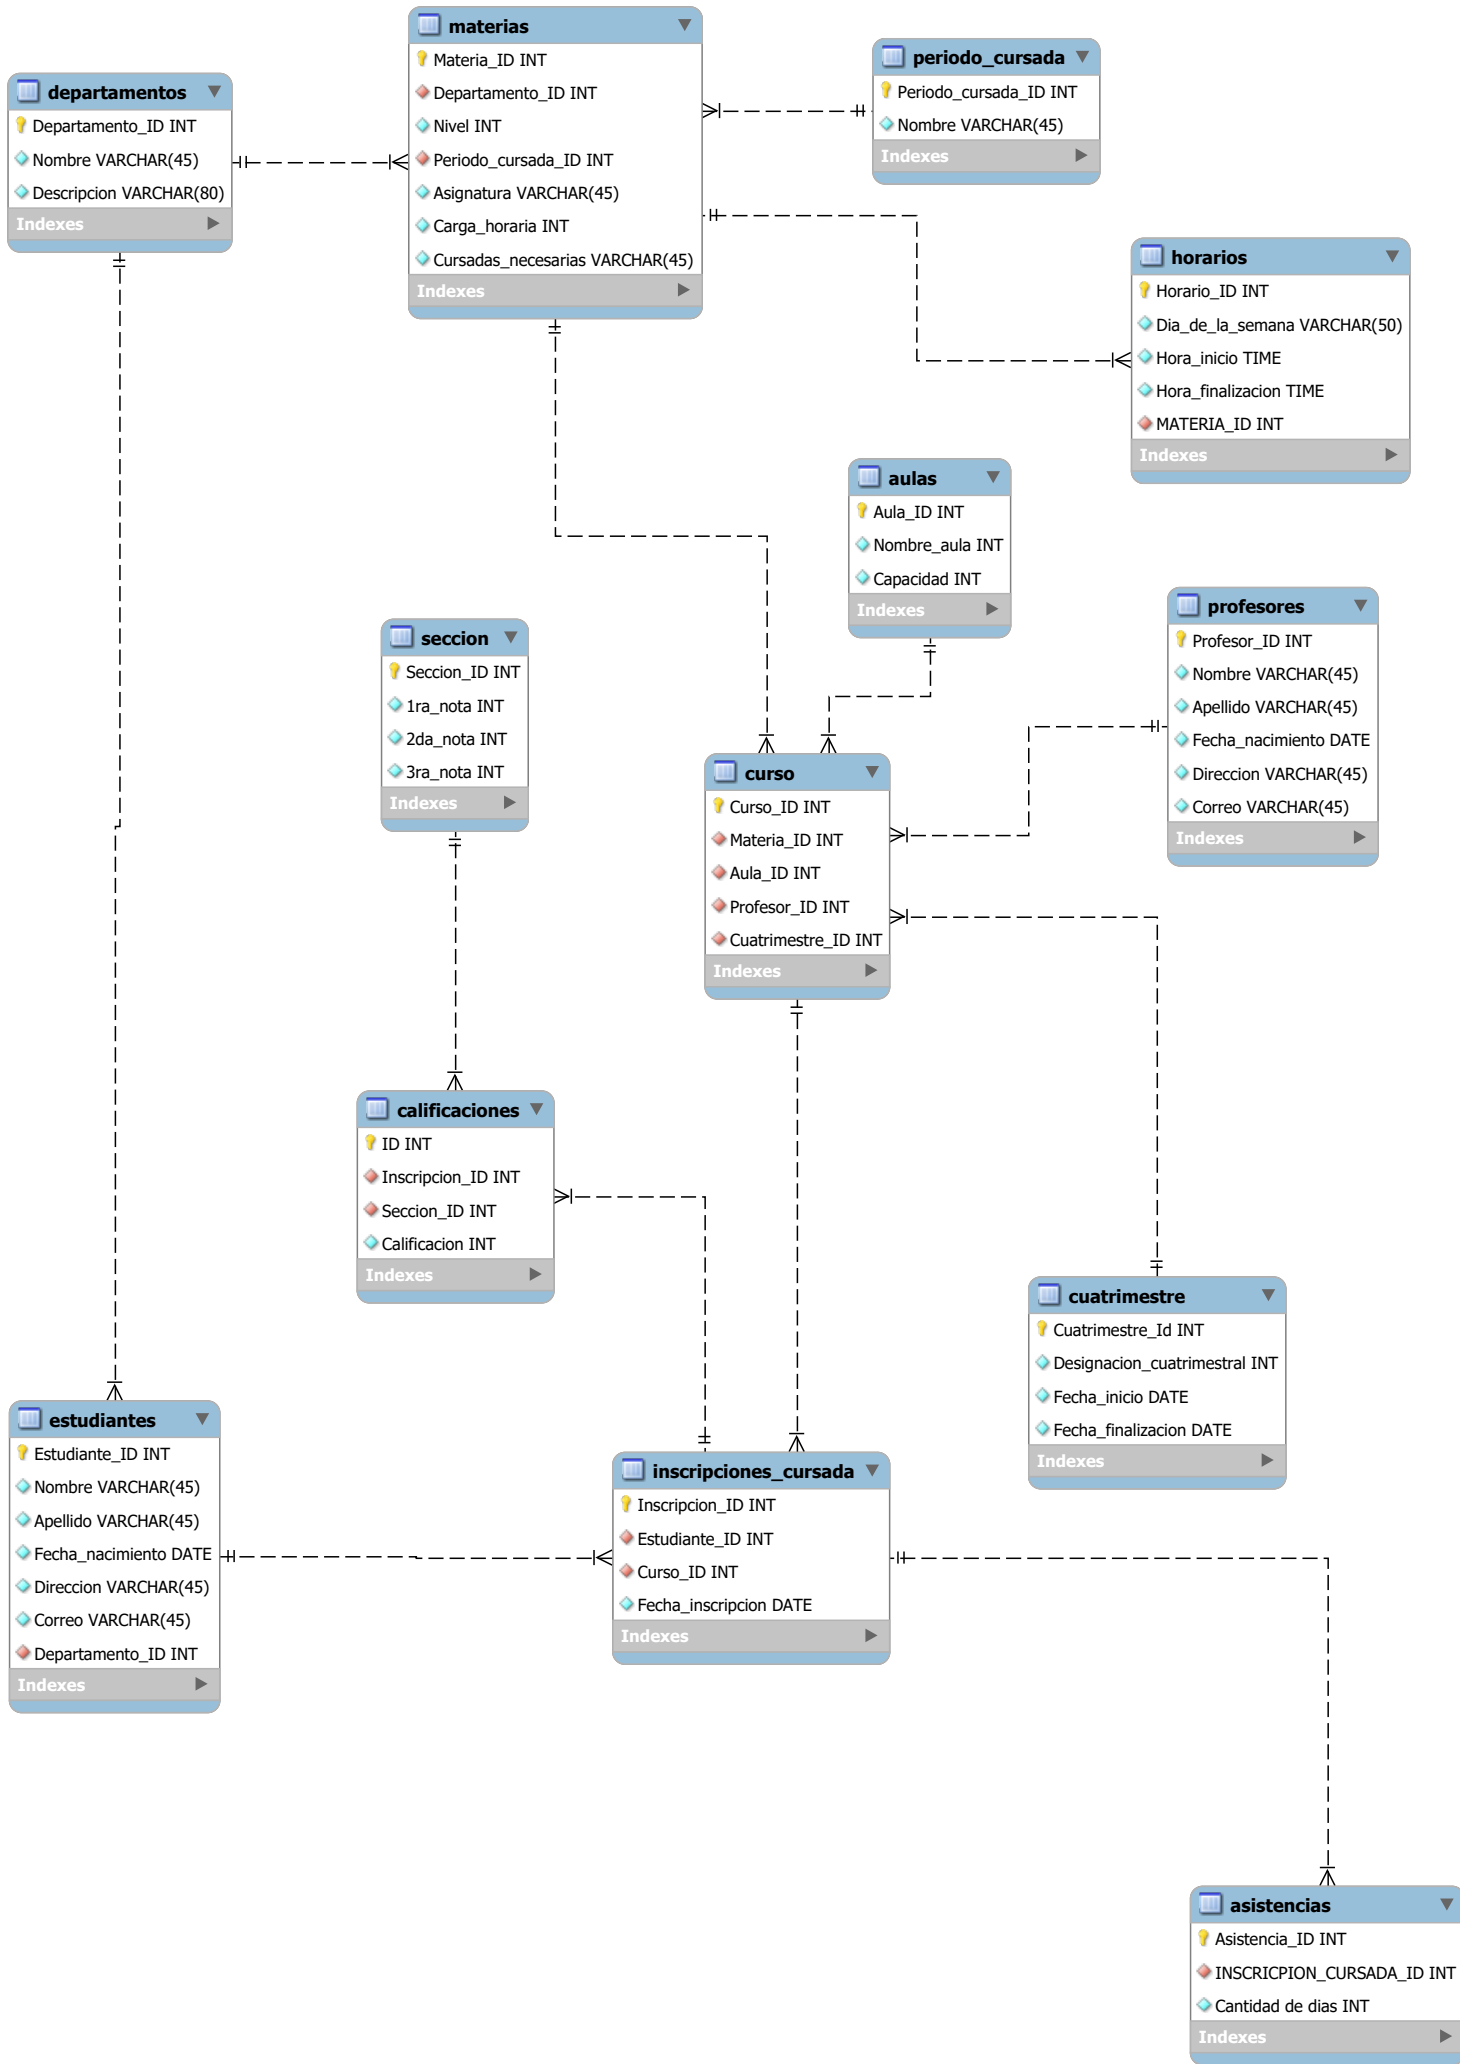 materias
Materia_ID INT
Departamento_ID INT
Nivel INT
Periodo_cursada_ID INT
Asignatura VARCHAR(45)
Carga_horaria INT
Cursadas_necesarias VARCHAR(45)
Indexes
periodo_cursada
Periodo_cursada_ID INT
Nombre VARCHAR(45)
Indexes
departamentos
Departamento_ID INT
Nombre VARCHAR(45)
Descripcion VARCHAR(80)
Indexes
horarios
Horario_ID INT
Dia_de_la_semana VARCHAR(50)
Hora_inicio TIME
Hora_finalizacion TIME
MATERIA_ID INT
Indexes
aulas
Aula_ID INT
Nombre_aula INT
Capacidad INT
Indexes
profesores
Profesor_ID INT
Nombre VARCHAR(45)
Apellido VARCHAR(45)
Fecha_nacimiento DATE
Direccion VARCHAR(45)
Correo VARCHAR(45)
Indexes
seccion
Seccion_ID INT
1ra_nota INT
2da_nota INT
3ra_nota INT
Indexes
curso
Curso_ID INT
Materia_ID INT
Aula_ID INT
Profesor_ID INT
Cuatrimestre_ID INT
Indexes
calificaciones
ID INT
Inscripcion_ID INT
Seccion_ID INT
Calificacion INT
Indexes
cuatrimestre
Cuatrimestre_Id INT
Designacion_cuatrimestral INT
Fecha_inicio DATE
Fecha_finalizacion DATE
Indexes
estudiantes
Estudiante_ID INT
Nombre VARCHAR(45)
Apellido VARCHAR(45)
Fecha_nacimiento DATE
Direccion VARCHAR(45)
Correo VARCHAR(45)
Departamento_ID INT
Indexes
inscripciones_cursada
Inscripcion_ID INT
Estudiante_ID INT
Curso_ID INT
Fecha_inscripcion DATE
Indexes
asistencias
Asistencia_ID INT
INSCRICPION_CURSADA_ID INT
Cantidad de dias INT
Indexes